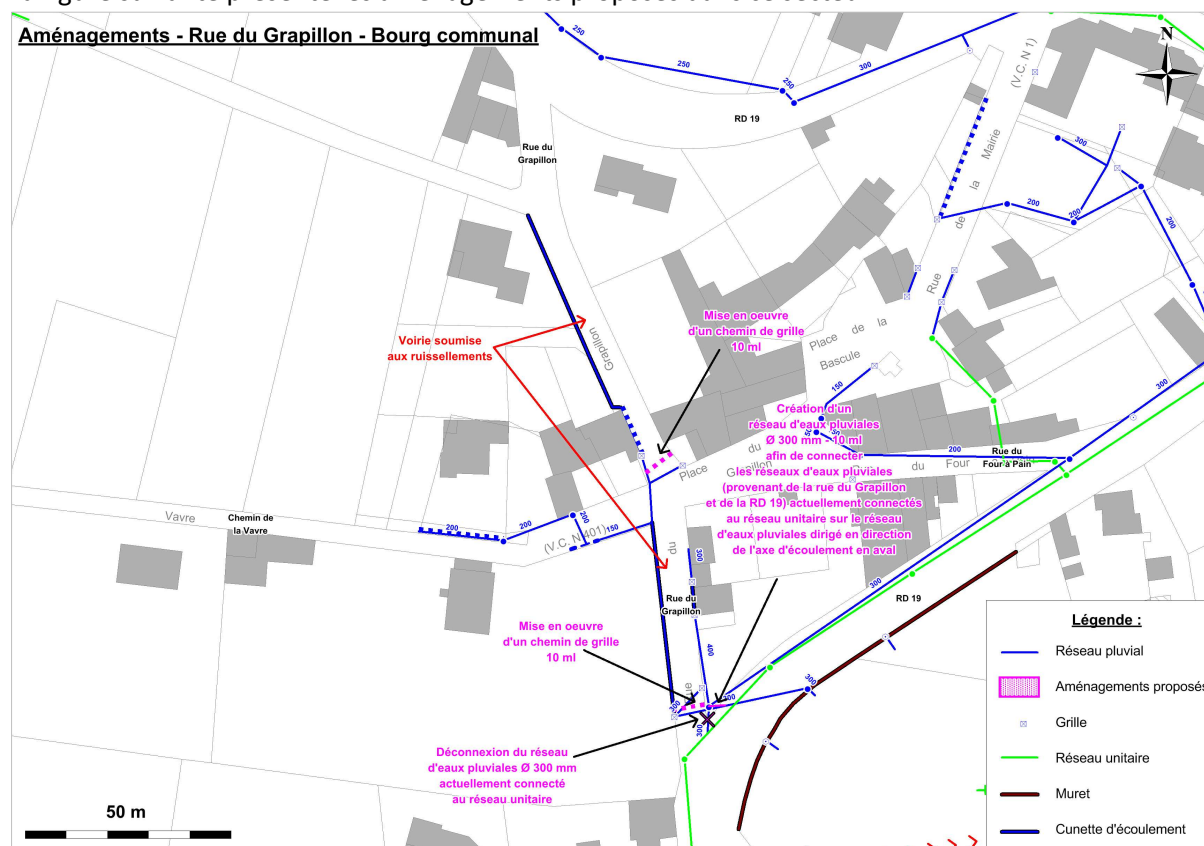 Aménagements - Rue du Grapillon - Bourg communal
N
250
250
250
300
RD 19
(V.C. N 1)
Mairie
la
de
Rue
300
200
200
200
Rue du
Grapillon
Voirie soumise
aux ruissellements
Grapillon
Mise en oeuvre
d'un chemin de grille
10 ml
Place de la
Bascule
150
300
Création d'un
réseau d'eaux pluviales
Ø 300 mm - 10 ml
afin de connecter
les réseaux d'eaux pluviales
(provenant de la rue du Grapillon
et de la RD 19) actuellement connectés
au réseau unitaire sur le réseau
d'eaux pluviales dirigé en direction
de l'axe d'écoulement en aval
Place du
Grapillon
du Four
200
Rue du
Four à Pain
Vavre
Chemin de
la Vavre
200
200
200
(V.C. N 401)
150
du
300
Rue du
Grapillon
300
RD 19
Mise en oeuvre
d'un chemin de grille
10 ml
400
300
300
300
Déconnexion du réseau
d'eaux pluviales Ø 300 mm
actuellement connecté
au réseau unitaire
50 m
Légende :
Réseau pluvial
Aménagements proposés
Grille
Réseau unitaire
Muret
Cunette d'écoulement